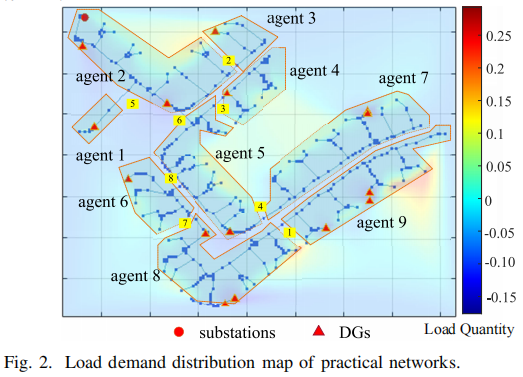 agent 3
0.25
2
agent 4
0.2
agent 2
agent 7
0.15
5
3
6
0.1
agent 1
agent 5
0.05
8
0
agent 6
4
-0.05
7
1
agent 9
-0.10
agent 8
-0.15
substations
DGs
Load Quantity
Fig. 2. Load demand distribution map of practical networks.